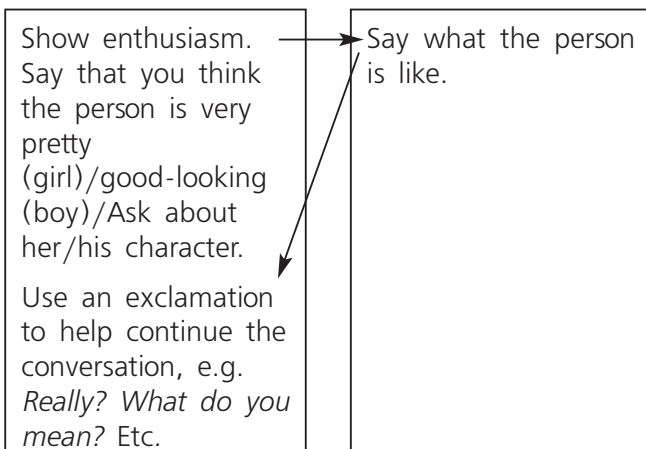 Show enthusiasm.
Say that you think
the person is very
pretty
(girl)/good-looking
(boy)/Ask about
her/his character.
Say what the person
is like.
Use an exclamation
to help continue the
conversation, e.g.
Really? What do you
mean? Etc.